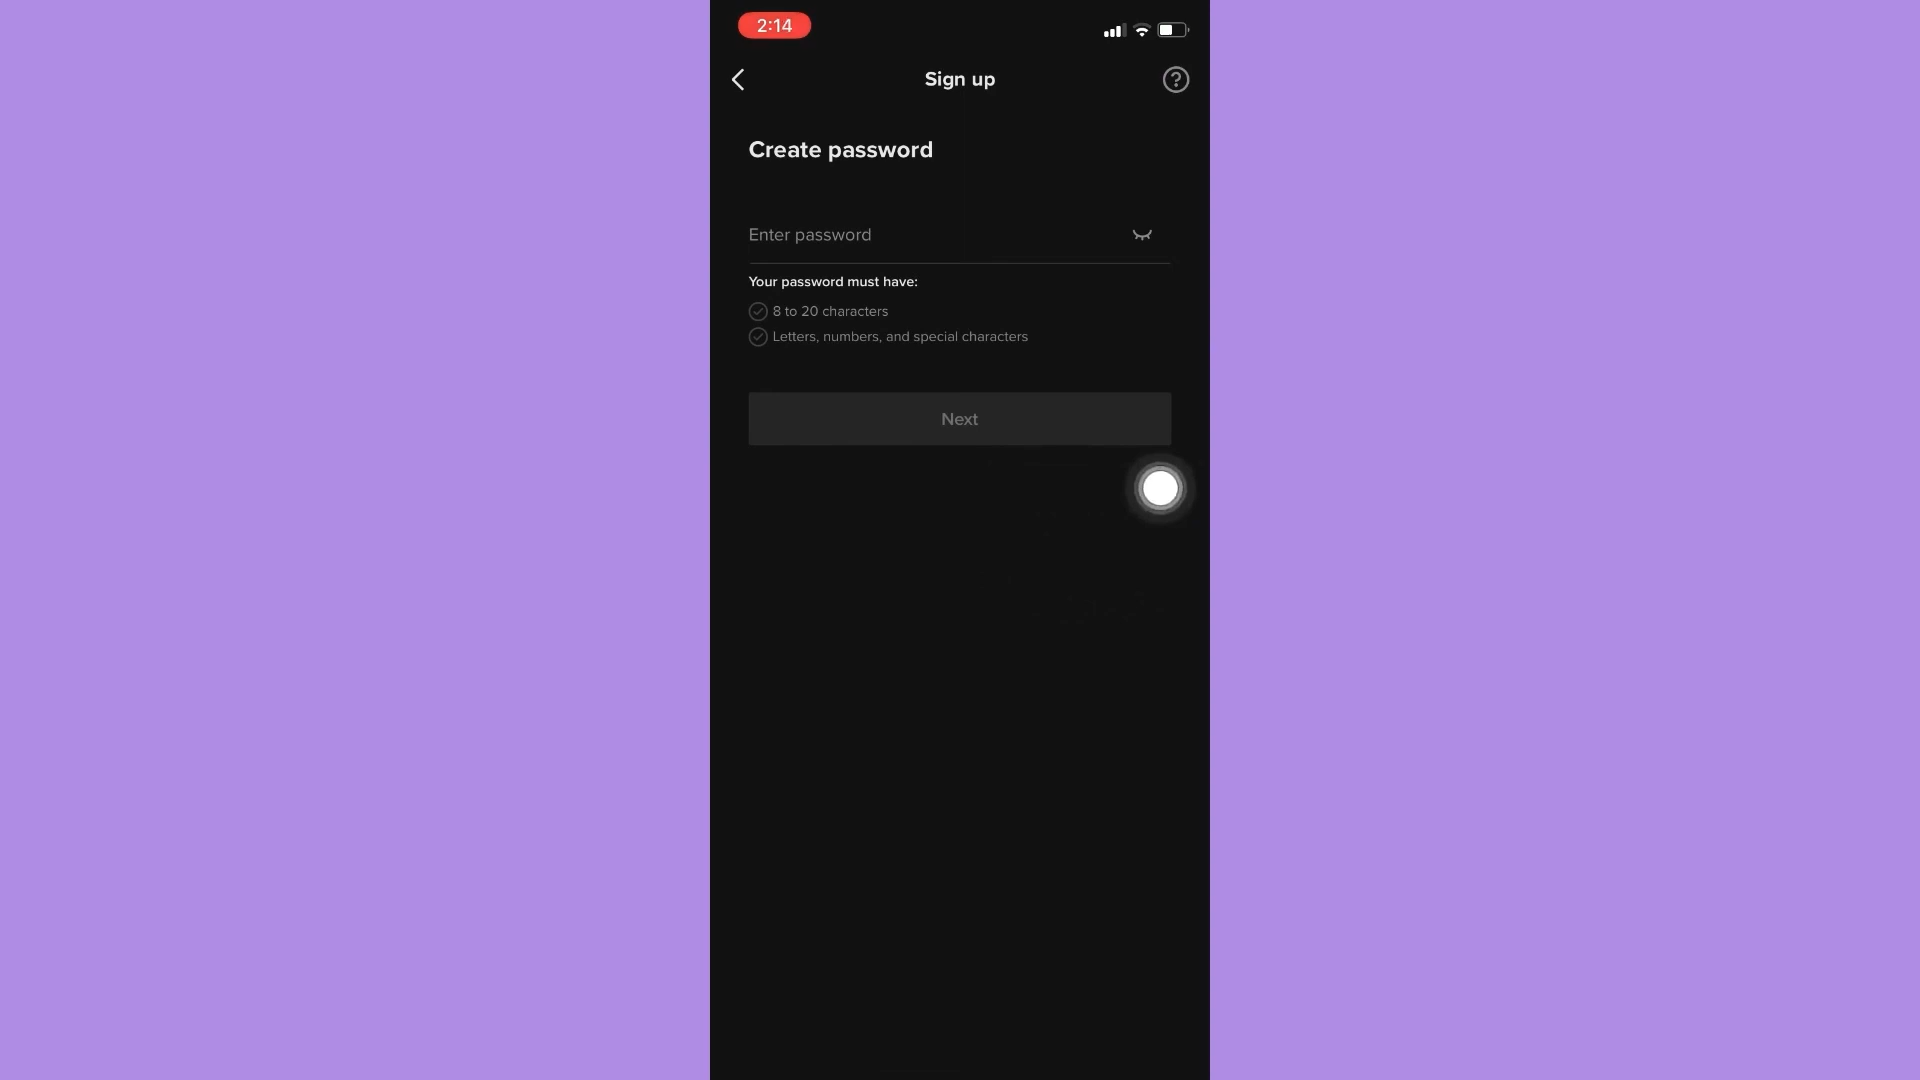 2:14
Sign up
Create password
Enter password
Your password must have:
8 to 20 characters
Letters, numbers, and special characters
Next